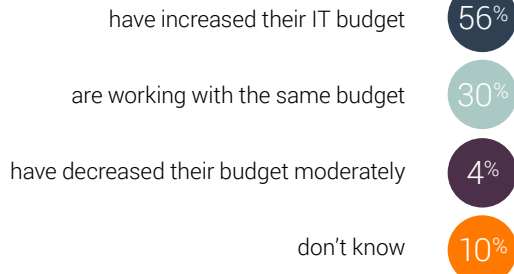 have increased their IT budget 56%
are working with the same budget 30%
have decreased their budget moderately 4%
don't know 10%